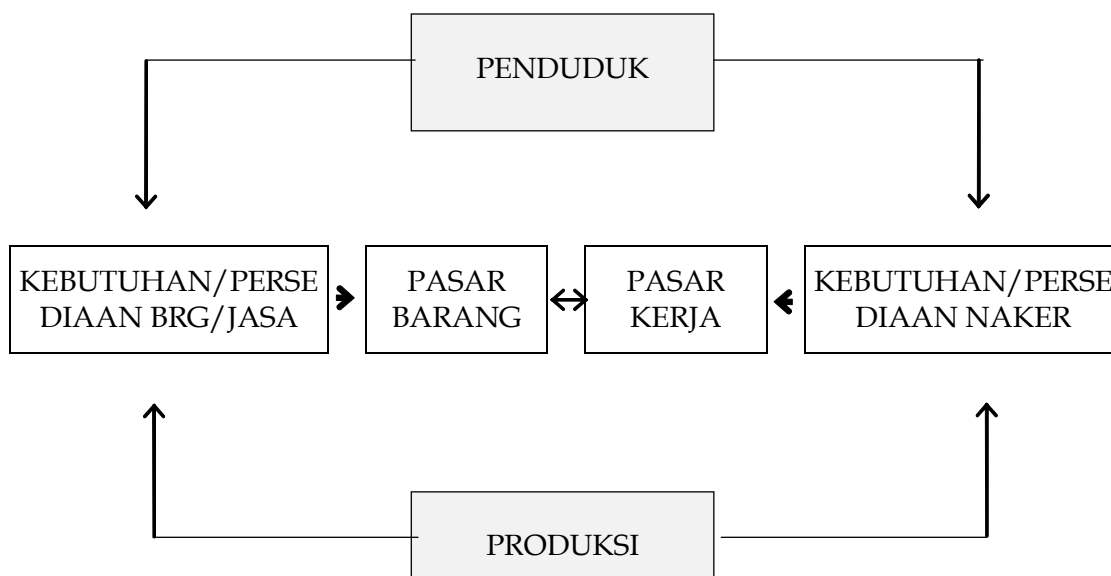 PENDUDUK
KEBUTUHAN/PERSE
DIAAN BRG/JASA
PASAR
BARANG
PASAR
KERJA
KEBUTUHAN/PERSE
DIAAN NAKER
PRODUKSI